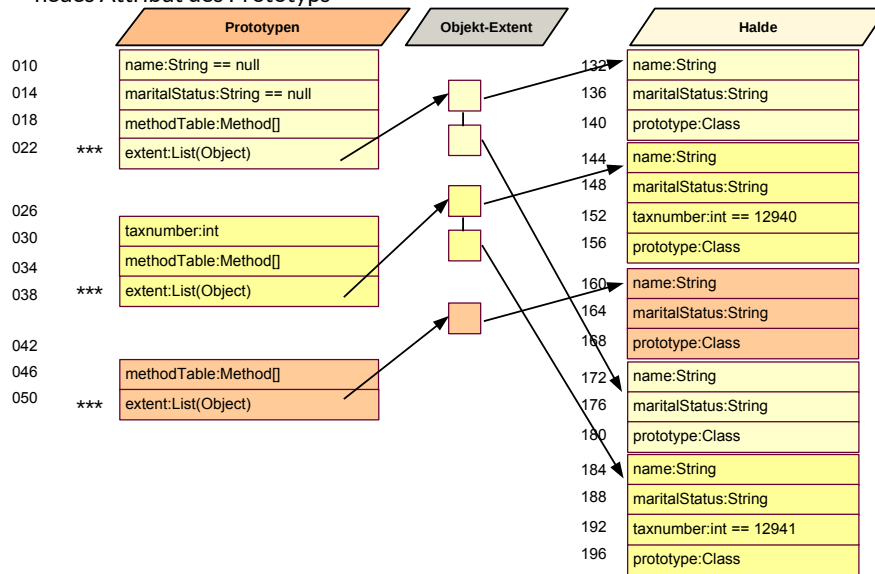 neues Attribut des Prototyps
Prototypen
Objekt-Extent
Halde
010 name:String == null
014 maritalStatus:String == null
018 methodTable:Method[]
022 *** extent:List(Object)
026
030 taxnumber:int
034 methodTable:Method[]
038 *** extent:List(Object)
042
046 methodTable:Method[]
050 *** extent:List(Object)
132 name:String
136 maritalStatus:String
140 prototype:Class
144 name:String
148 maritalStatus:String
152 taxnumber:int == 12940
156 prototype:Class
160 name:String
164 maritalStatus:String
168 prototype:Class
172 name:String
176 maritalStatus:String
180 prototype:Class
184 name:String
188 maritalStatus:String
192 taxnumber:int == 12941
196 prototype:Class